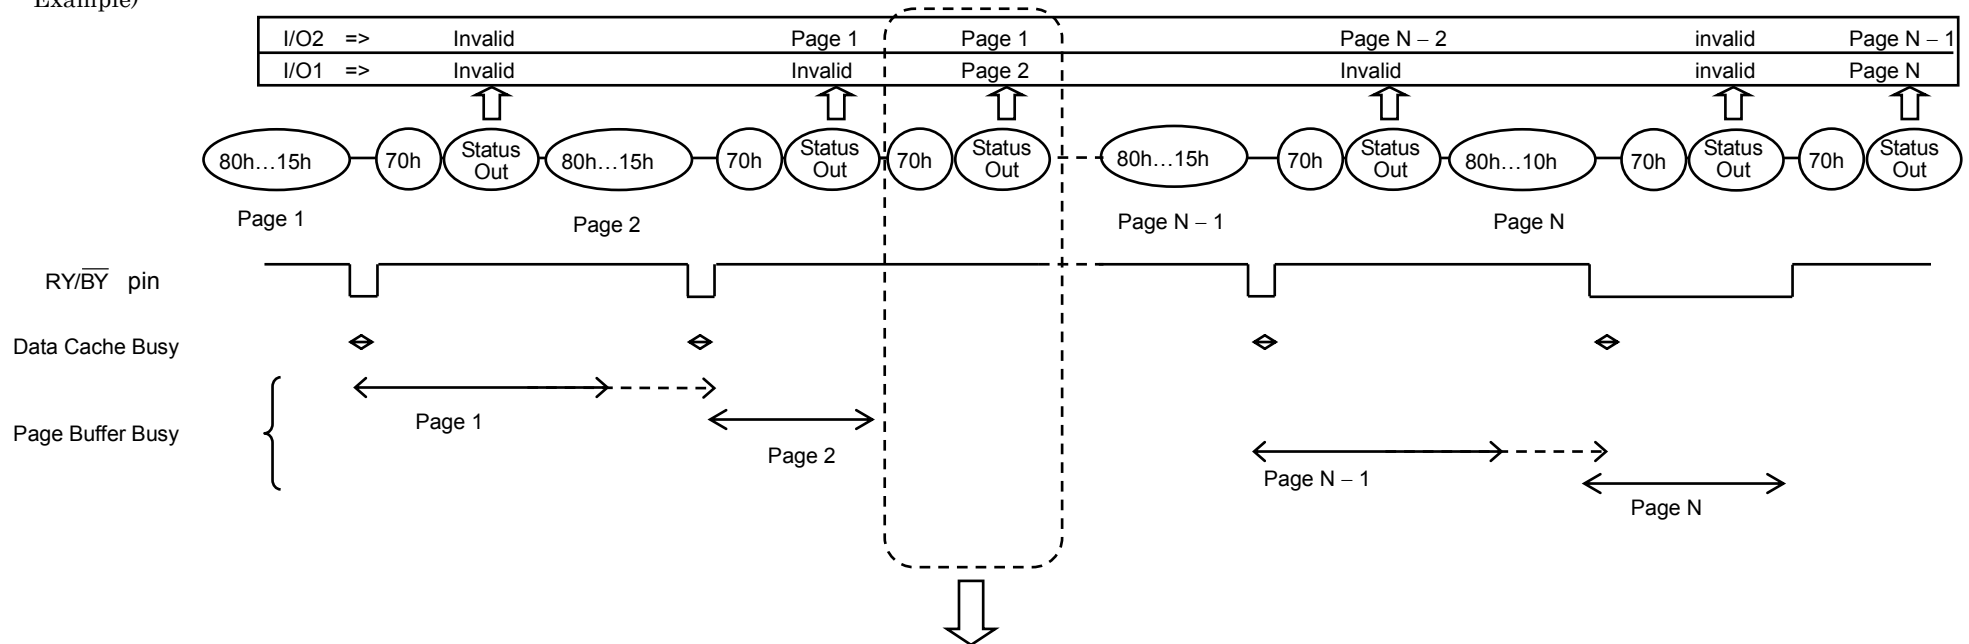 Example)
I/O2 => Invalid Page 1 Page 1 Page N – 2 invalid Page N – 1
I/O1 => Invalid Invalid Page 2 Invalid invalid Page N
80h…15h 70h Status Out 80h…15h 70h Status Out 70h Status Out 80h…15h 70h Status Out 80h…10h 70h Status Out 70h Status Out
Page 1 Page 2 Page N – 1 Page N
RY/B̅Y̅ pin
Data Cache Busy
Page 1
Page Buffer Busy
Page 2
Page N – 1
Page N